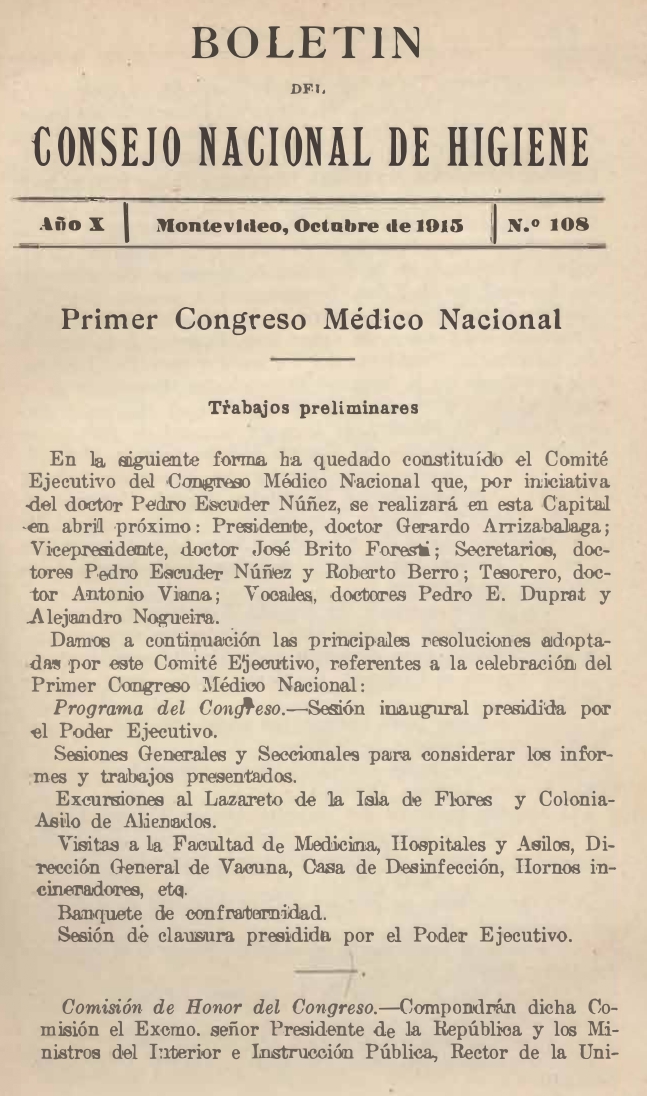 BOLETIN
DEL
CONSEJO NACIONAL DE HIGIENE
Año X | Montevideo, Octubre de 1915 | N.º 108
Primer Congreso Médico Nacional
Trabajos preliminares
En la siguiente forma ha quedado constituído el Comité
Ejecutivo del Congreso Médico Nacional que, por iniciativa
del doctor Pedro Escuder Núñez, se realizará en esta Capital
en abril próximo: Presidente, doctor Gerardo Arrizabalaga;
Vicepresidente, doctor José Brito Foresti; Secretarios, doc-
tores Pedro Escuder Núñez y Roberto Berro; Tesorero, doc-
tor Antonio Viana; Vocales, doctores Pedro E. Duprat y
Alejandro Nogueira.
Damos a continuación las principales resoluciones adopta-
das por este Comité Ejecutivo, referentes a la celebración del
Primer Congreso Médico Nacional:
Programa del Congreso.—Sesión inaugural presidida por
el Poder Ejecutivo.
Sesiones Generales y Seccionales para considerar los infor-
mes y trabajos presentados.
Excursiones al Lazareto de la Isla de Flores y Colonia-
Asilo de Alienados.
Visitas a la Facultad de Medicina, Hospitales y Asilos, Di-
rección General de Vacuna, Casa de Desinfección, Hornos in-
cineradores, etc.
Banquete de confraternidad.
Sesión de clausura presidida por el Poder Ejecutivo.
Comisión de Honor del Congreso.—Compondrán dicha Co-
misión el Excmo. señor Presidente de la República y los Mi-
nistros del Interior e Instrucción Pública, Rector de la Uni-